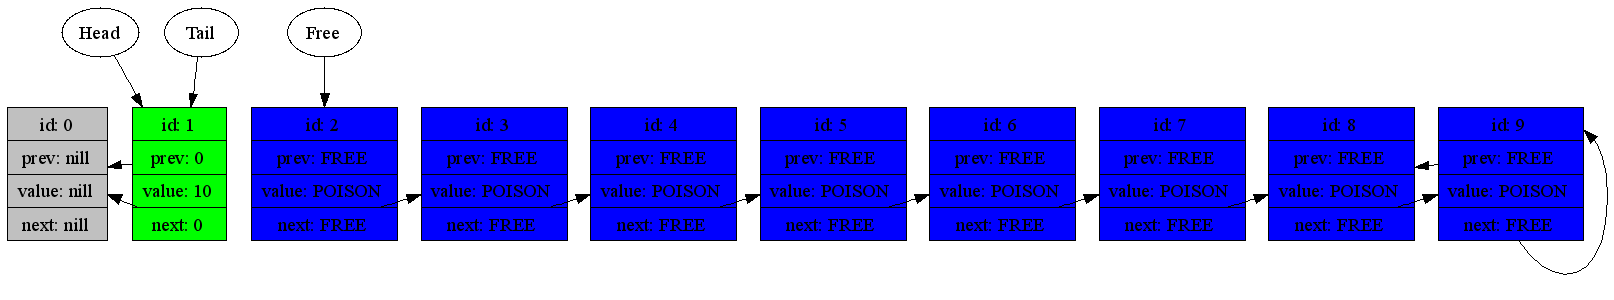 Head
Tail
Free
id: 0
prev: nill
value: nill
next: nill
id: 1
prev: 0
value: 10
next: 0
id: 2
prev: FREE
value: POISON
next: FREE
id: 3
prev: FREE
value: POISON
next: FREE
id: 4
prev: FREE
value: POISON
next: FREE
id: 5
prev: FREE
value: POISON
next: FREE
id: 6
prev: FREE
value: POISON
next: FREE
id: 7
prev: FREE
value: POISON
next: FREE
id: 8
prev: FREE
value: POISON
next: FREE
id: 9
prev: FREE
value: POISON
next: FREE